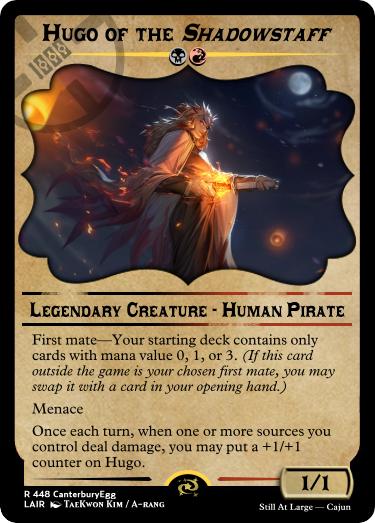 Hugo of the Shadowstaff
Legendary Creature - Human Pirate
First mate—Your starting deck contains only
cards with mana value 0, 1, or 3. (If this card
outside the game is your chosen first mate, you may
swap it with a card in your opening hand.)
Menace
Once each turn, when one or more sources you
control deal damage, you may put a +1/+1
counter on Hugo.
1/1
R 448 CanterburyEgg
LAIR TaeKwon Kim / A-rang
Still At Large — Cajun